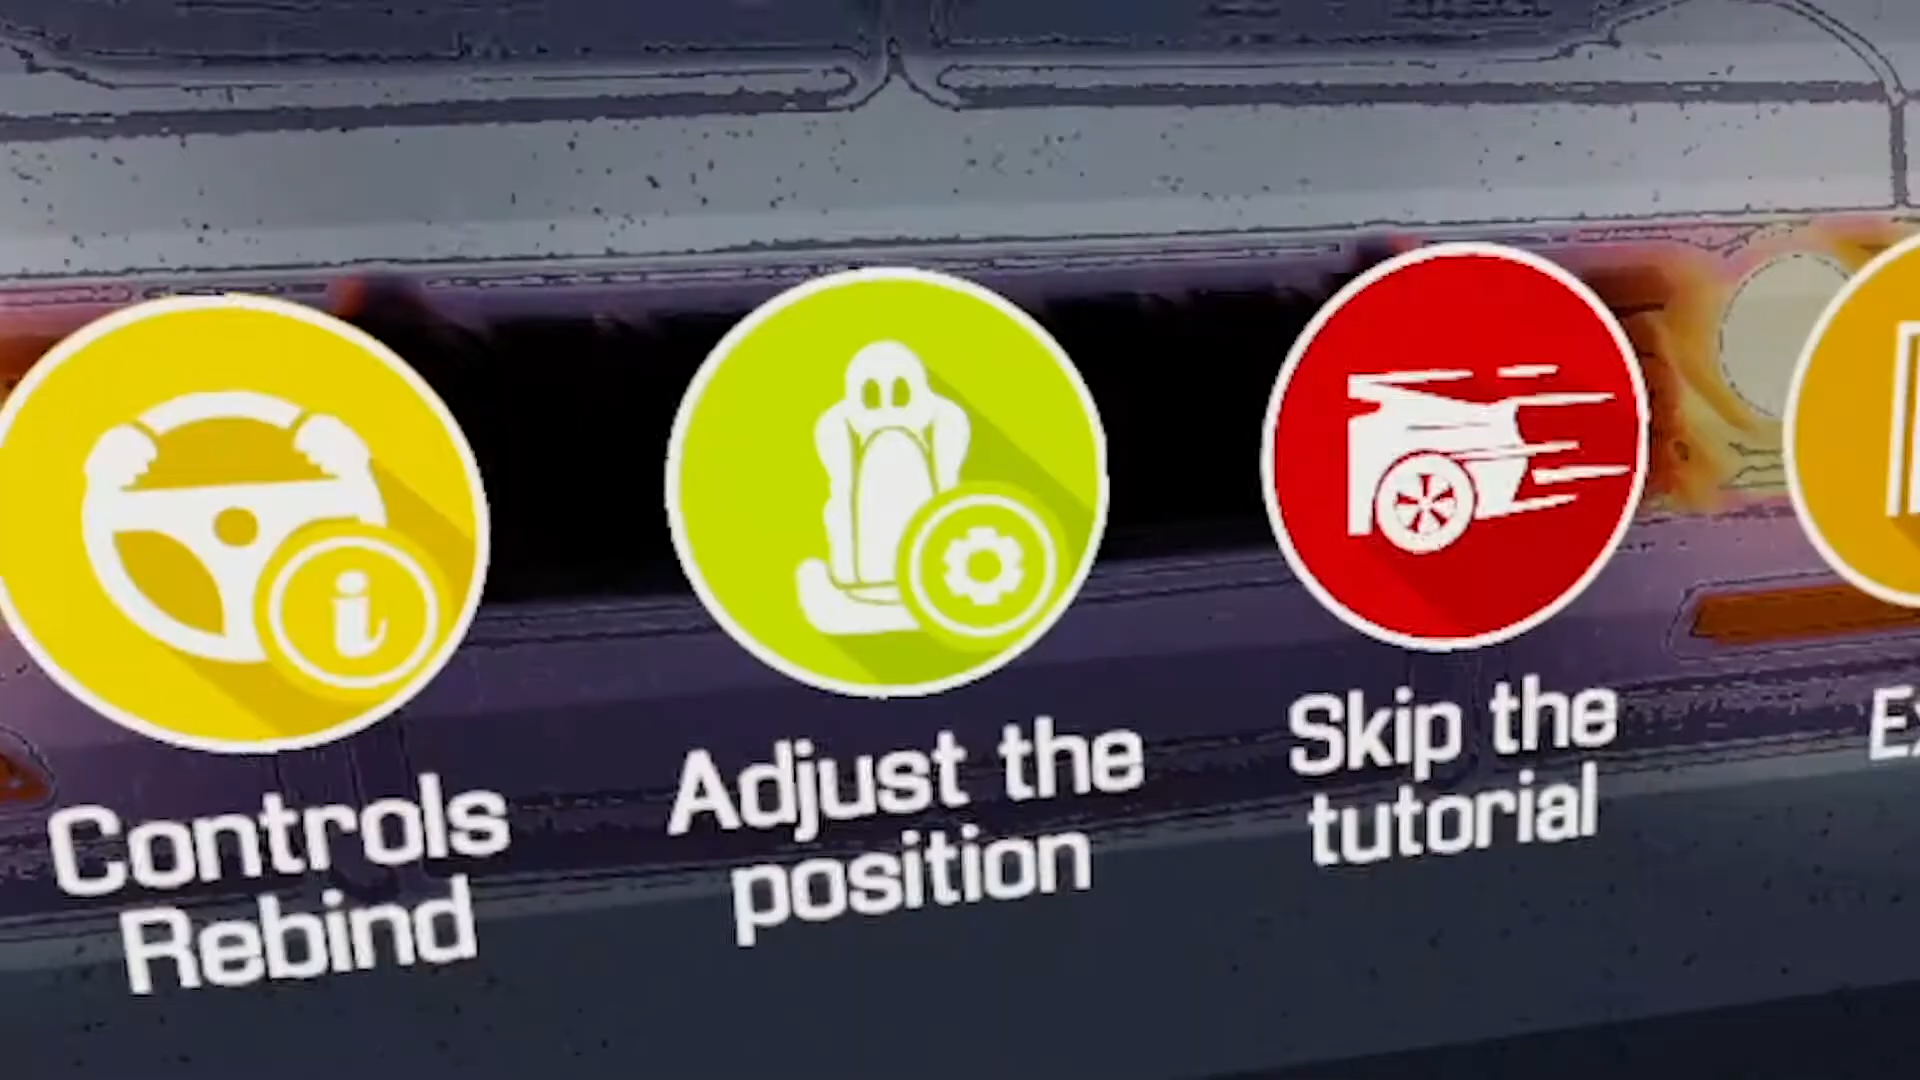 Controls
Rebind
Adjust the
position
Skip the
tutorial